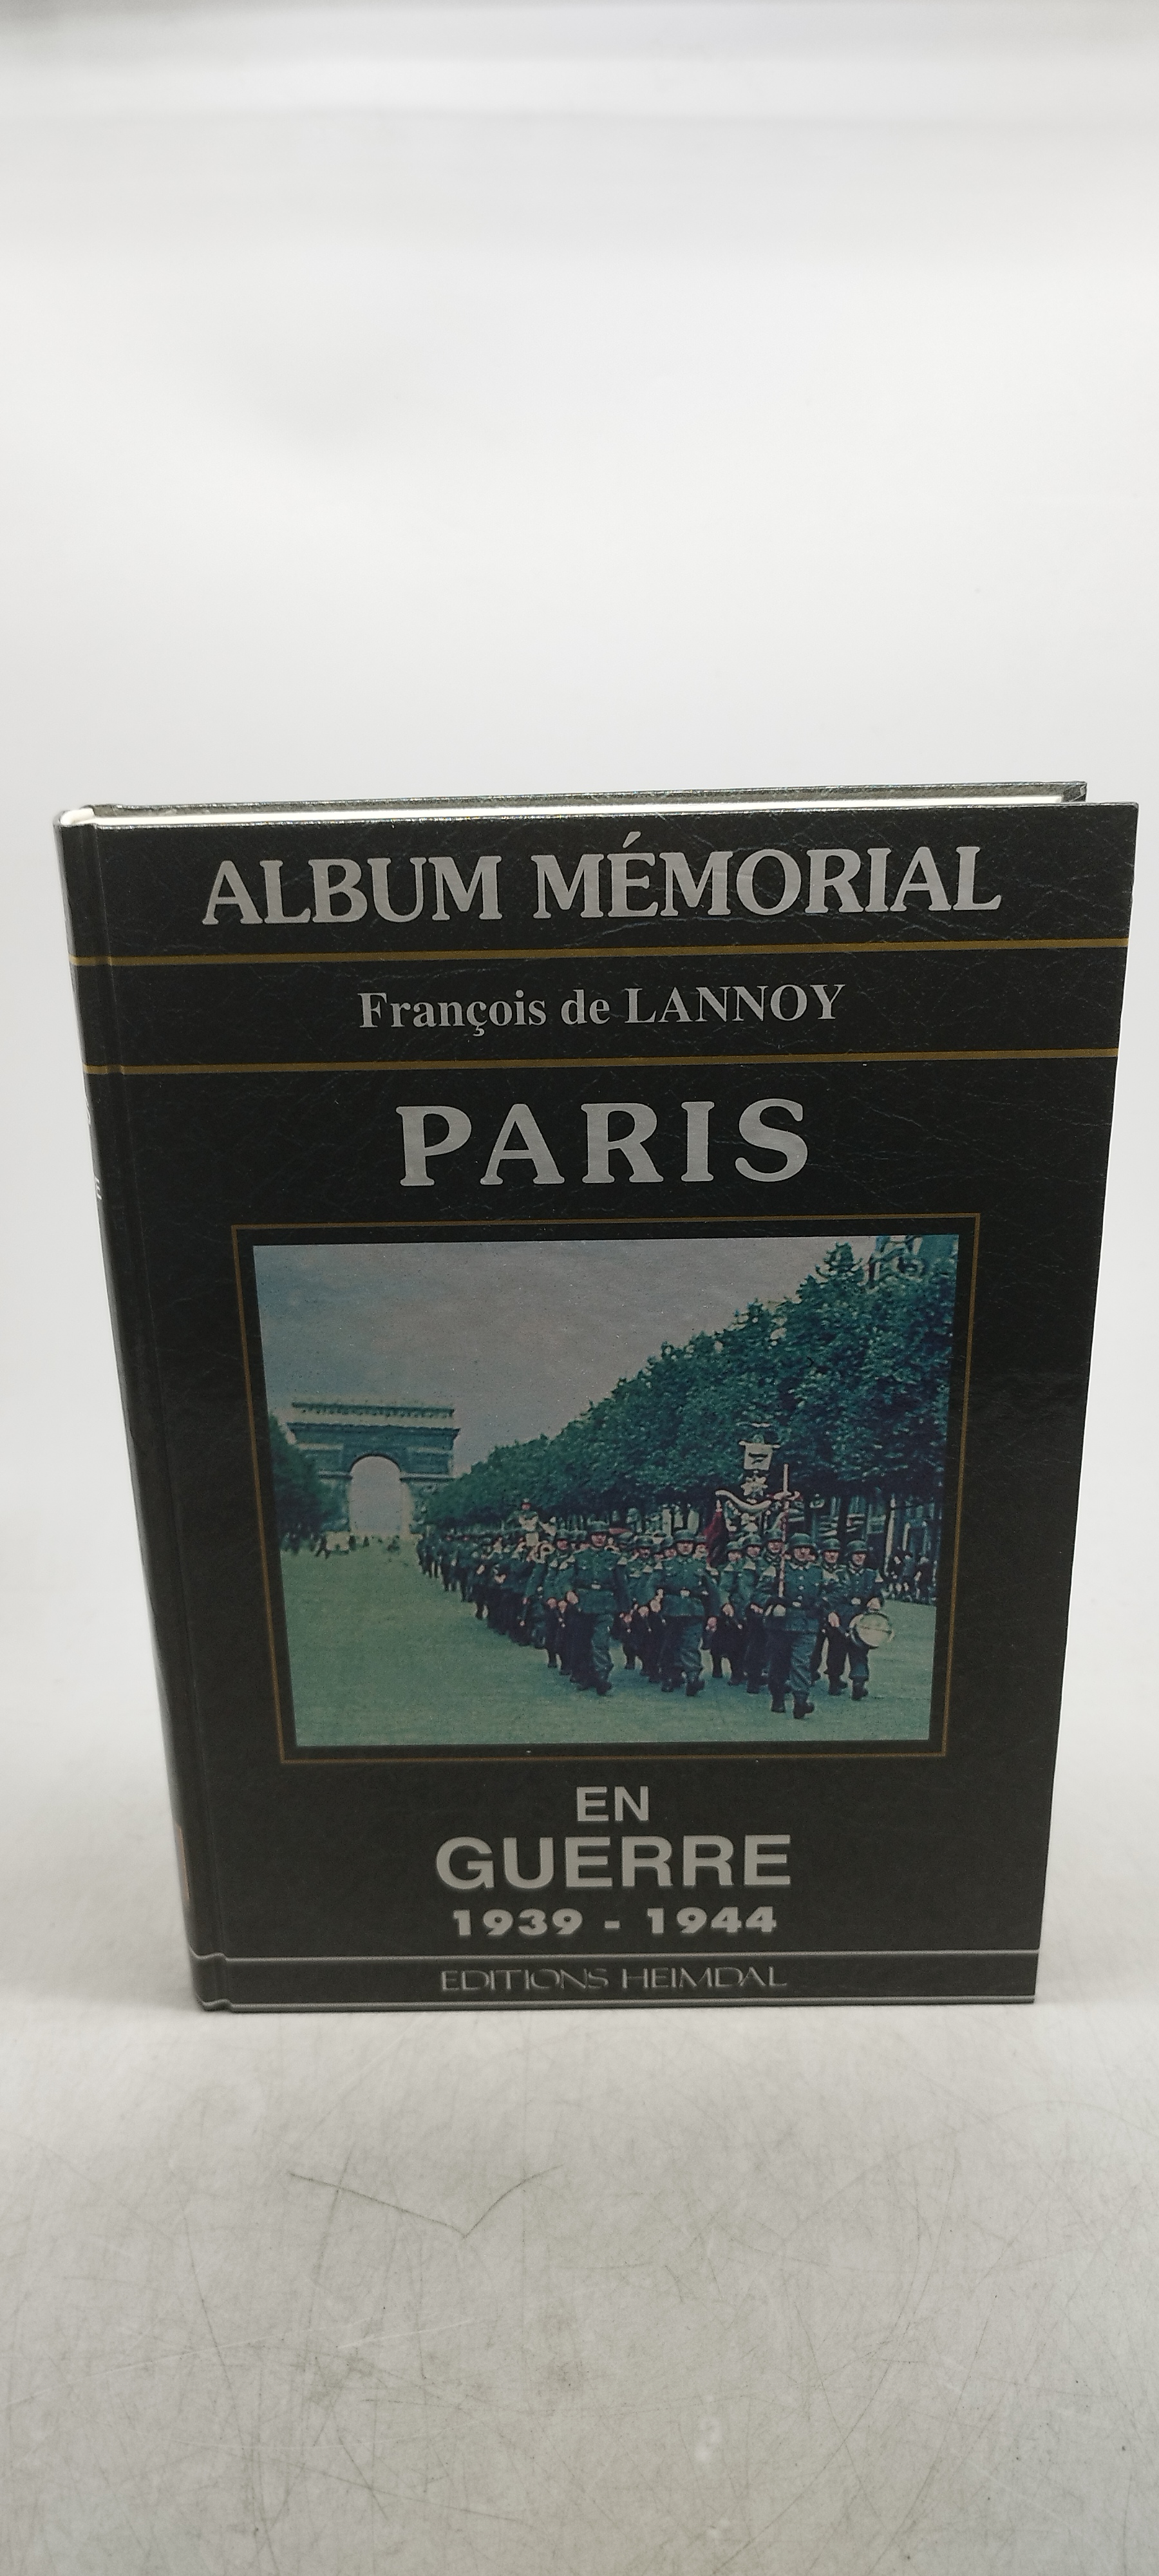 ALBUM MÉMORIAL
François de LANNOY
PARIS
EN
GUERRE
1939 - 1944
EDITIONS HEIMDAL